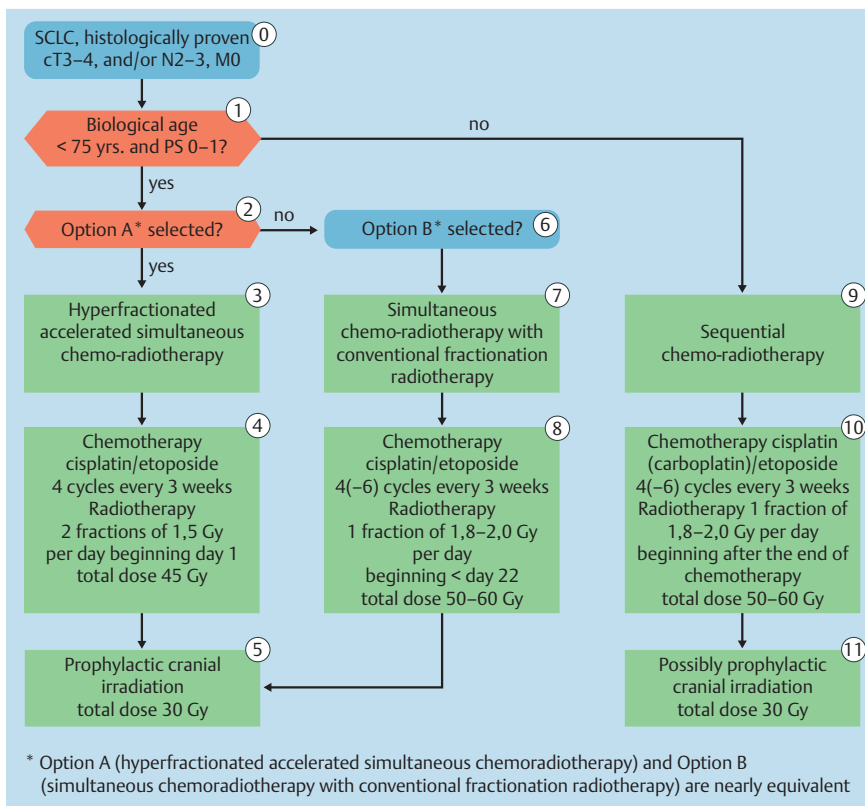 SCLC, histologically proven
cT3–4, and/or N2–3, M0
0
Biological age
< 75 yrs. and PS 0–1?
1
no
yes
Option A* selected?
2
no
Option B* selected?
6
yes
Hyperfractionated
accelerated simultaneous
chemo-radiotherapy
3
Simultaneous
chemo-radiotherapy with
conventional fractionation
radiotherapy
7
Sequential
chemo-radiotherapy
9
Chemotherapy
cisplatin/etoposide
4 cycles every 3 weeks
Radiotherapy
2 fractions of 1,5 Gy
per day beginning day 1
total dose 45 Gy
4
Chemotherapy
cisplatin/etoposide
4(–6) cycles every 3 weeks
Radiotherapy
1 fraction of 1,8–2,0 Gy
per day
beginning < day 22
total dose 50–60 Gy
8
Chemotherapy cisplatin
(carboplatin)/etoposide
4(–6) cycles every 3 weeks
Radiotherapy 1 fraction of
1,8–2,0 Gy per day
beginning after the end of
chemotherapy
total dose 50–60 Gy
10
Prophylactic cranial
irradiation
total dose 30 Gy
5
Possibly prophylactic
cranial irradiation
total dose 30 Gy
11
* Option A (hyperfractionated accelerated simultaneous chemoradiotherapy) and Option B
(simultaneous chemoradiotherapy with conventional fractionation radiotherapy) are nearly equivalent